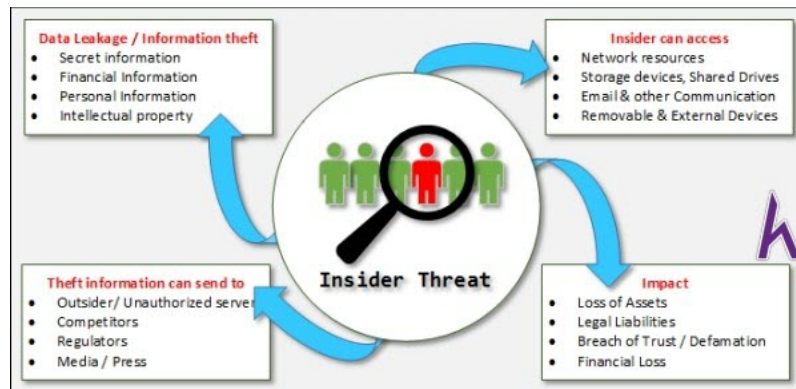 Data Leakage / Information theft
• Secret information
• Financial Information
• Personal Information
• Intellectual property
Insider can access
• Network resources
• Storage devices, Shared Drives
• Email & other Communication
• Removable & External Devices
Insider Threat
Theft information can send to
• Outsider/ Unauthorized server
• Competitors
• Regulators
• Media / Press
Impact
• Loss of Assets
• Legal Liabilities
• Breach of Trust / Defamation
• Financial Loss